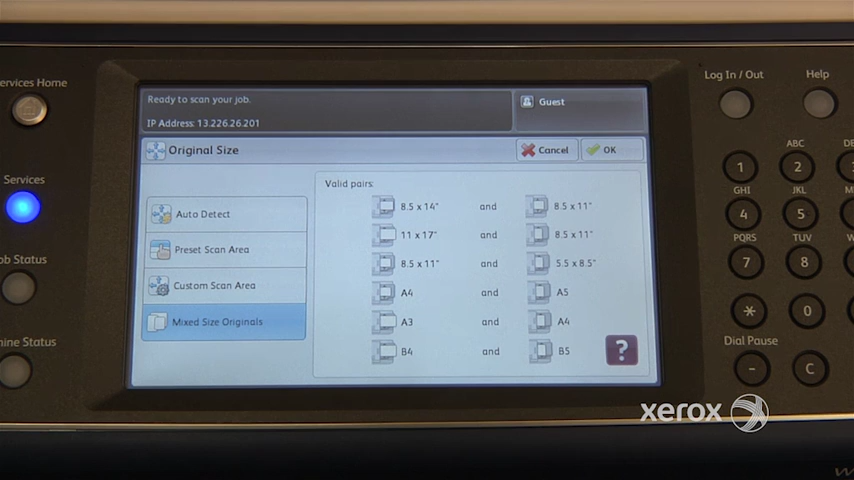 Services Home
Log In / Out
Help
Ready to scan your job.
Guest
IP Address: 13.226.26.201
Original Size
Cancel
OK
Valid pairs:
8.5 x 14" and 8.5 x 11"
Auto Detect
11 x 17" and 8.5 x 11"
Preset Scan Area
8.5 x 11" and 5.5 x 8.5"
Custom Scan Area
A4 and A5
Mixed Size Originals
A3 and A4
B4 and B5
?
Services
ob Status
hine Status
ABC
DE
1
2
3
GHI
JKL
M
4
5
PQRS
TUV
W
7
8
*
0
Dial Pause
-
C
xerox
W